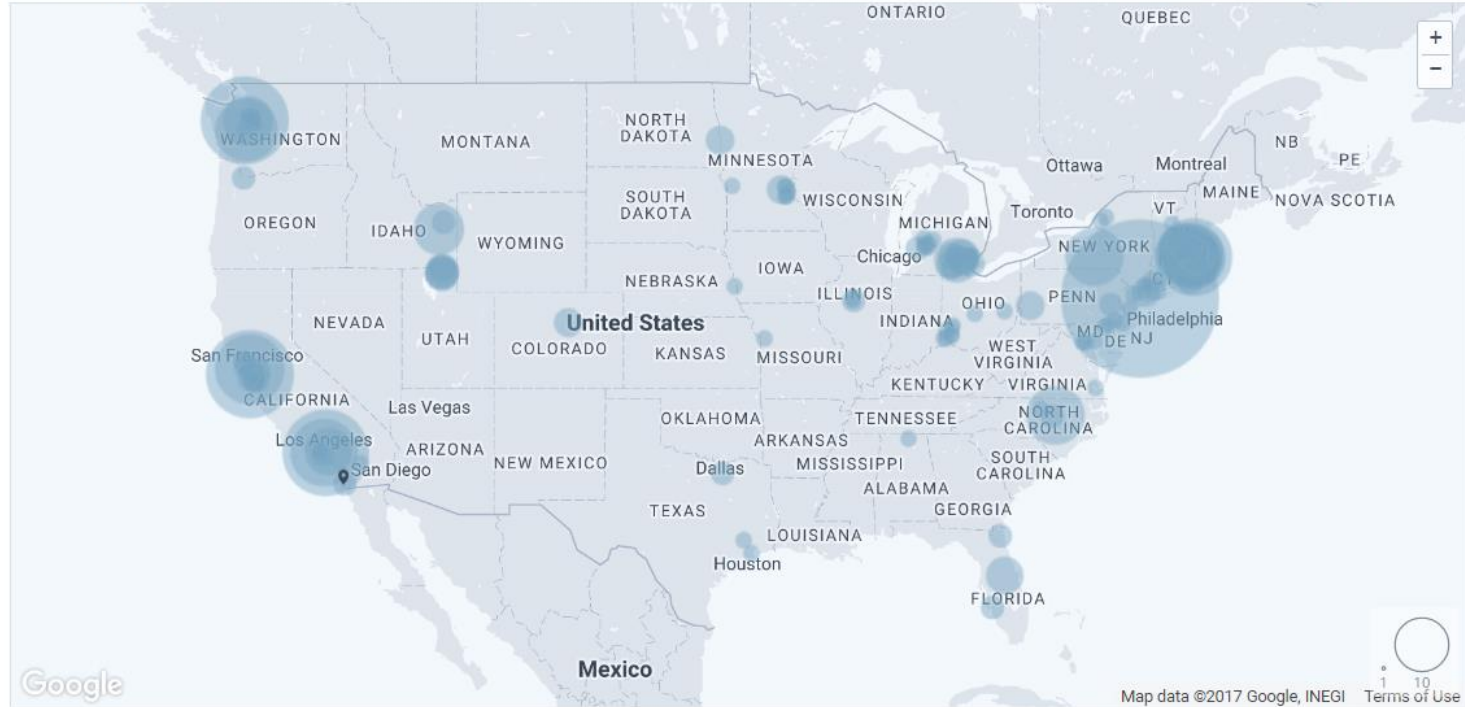 ONTARIO
QUEBEC
+
−
WASHINGTON
MONTANA
NORTH
DAKOTA
MINNESOTA
Ottawa
Montreal
NB
PE
MAINE
NOVA SCOTIA
VT
Toronto
OREGON
IDAHO
WYOMING
SOUTH
DAKOTA
WISCONSIN
MICHIGAN
NEW YORK
Chicago
NEBRASKA
IOWA
ILLINOIS
INDIANA
OHIO
PENN
NEVADA
UTAH
COLORADO
United States
KANSAS
MISSOURI
WEST
VIRGINIA
MD
DE
NJ
Philadelphia
San Francisco
CALIFORNIA
Las Vegas
KENTUCKY
VIRGINIA
Los Angeles
ARIZONA
NEW MEXICO
OKLAHOMA
ARKANSAS
TENNESSEE
NORTH
CAROLINA
San Diego
Dallas
MISSISSIPPI
SOUTH
CAROLINA
ALABAMA
GEORGIA
TEXAS
LOUISIANA
Houston
FLORIDA
Mexico
Google
1
10
Map data ©2017 Google, INEGI
Terms of Use